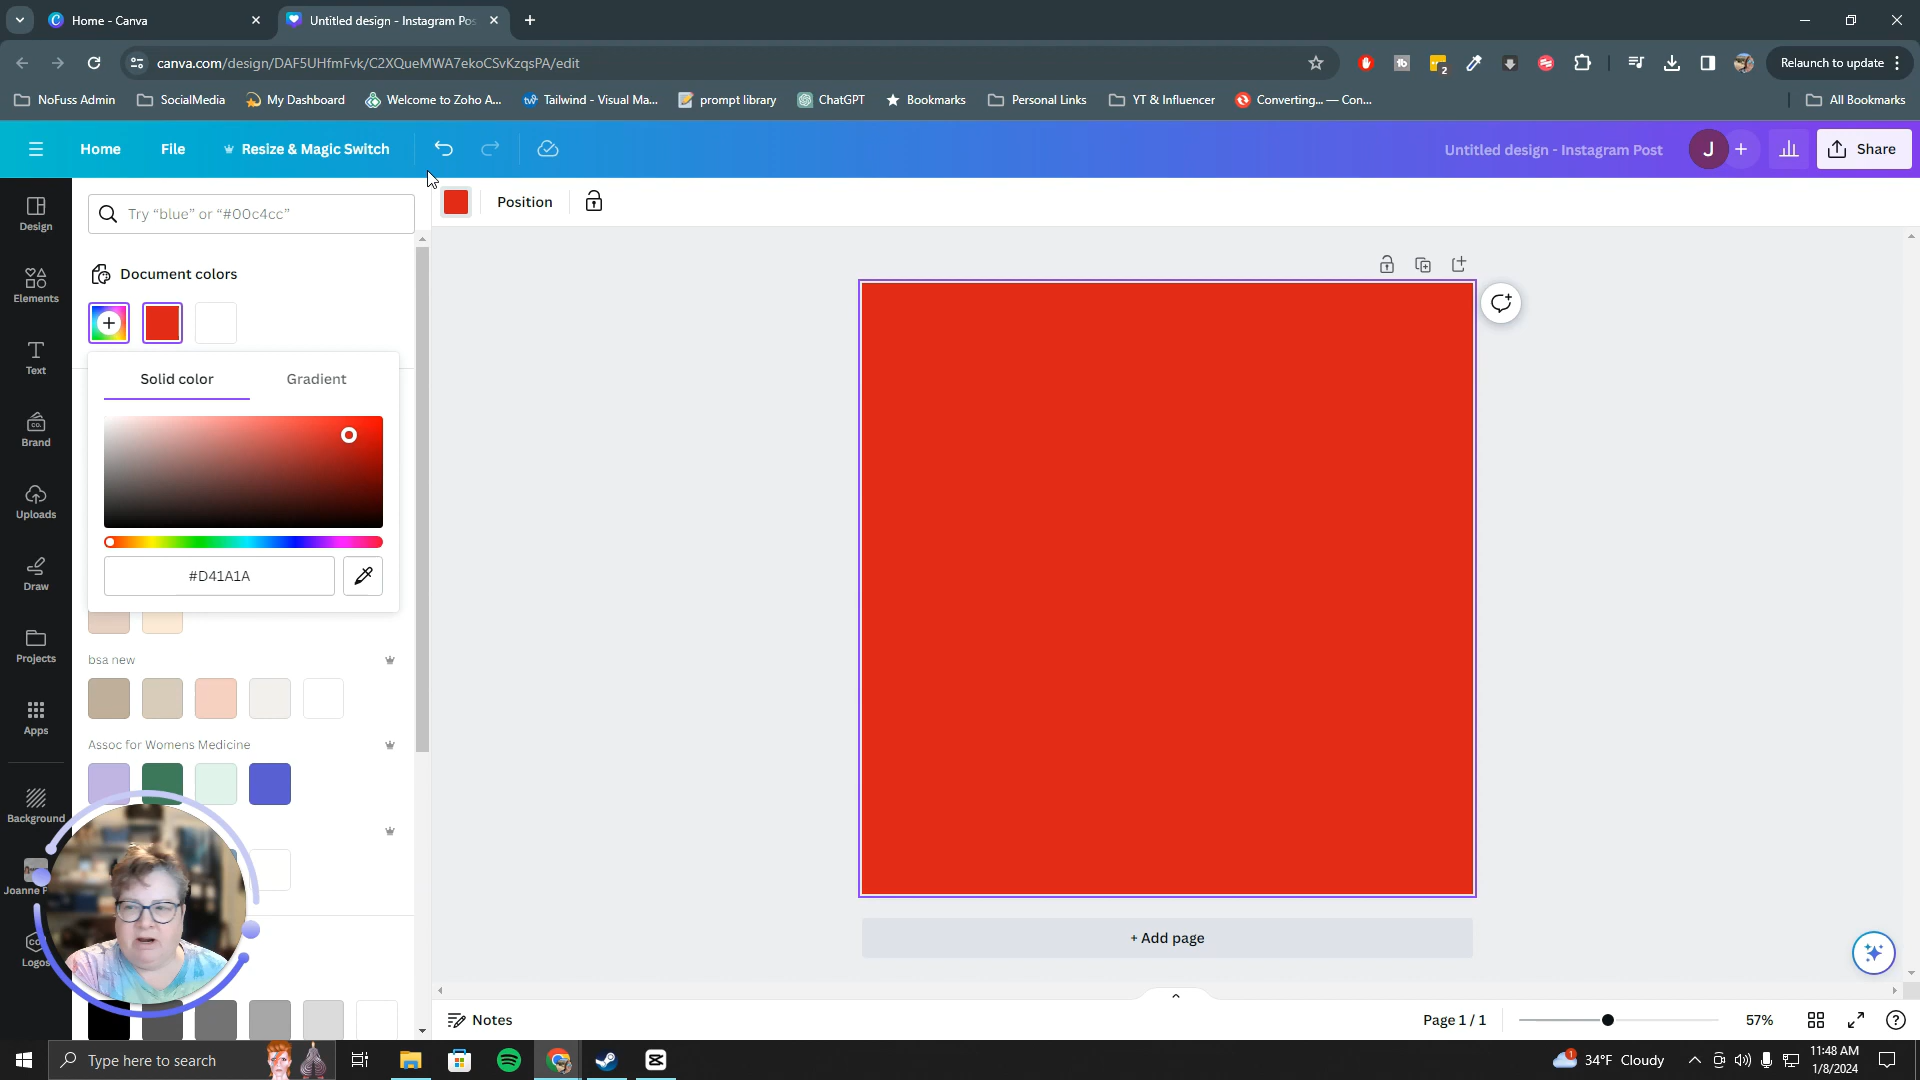 Home - Canva
Untitled design - Instagram Pos
canva.com/design/DAF5UHfmFvk/C2XQueMWA7ekoCSvKzqsPA/edit
2
Relaunch to update
NoFuss Admin
SocialMedia
My Dashboard
Welcome to Zoho A...
Tailwind - Visual Ma...
prompt library
ChatGPT
Bookmarks
Personal Links
YT & Influencer
Converting... — Con...
All Bookmarks
Home
File
Resize & Magic Switch
Untitled design - Instagram Post
J
Share
Design
Elements
Text
Brand
Uploads
Draw
Projects
Apps
Background
Joanne
Logos
Try “blue” or “#00c4cc”
Position
Document colors
Solid color
Gradient
#D41A1A
bsa new
Assoc for Womens Medicine
+ Add page
Notes
Page 1 / 1
57%
Type here to search
1
34°F Cloudy
11:48 AM
1/8/2024